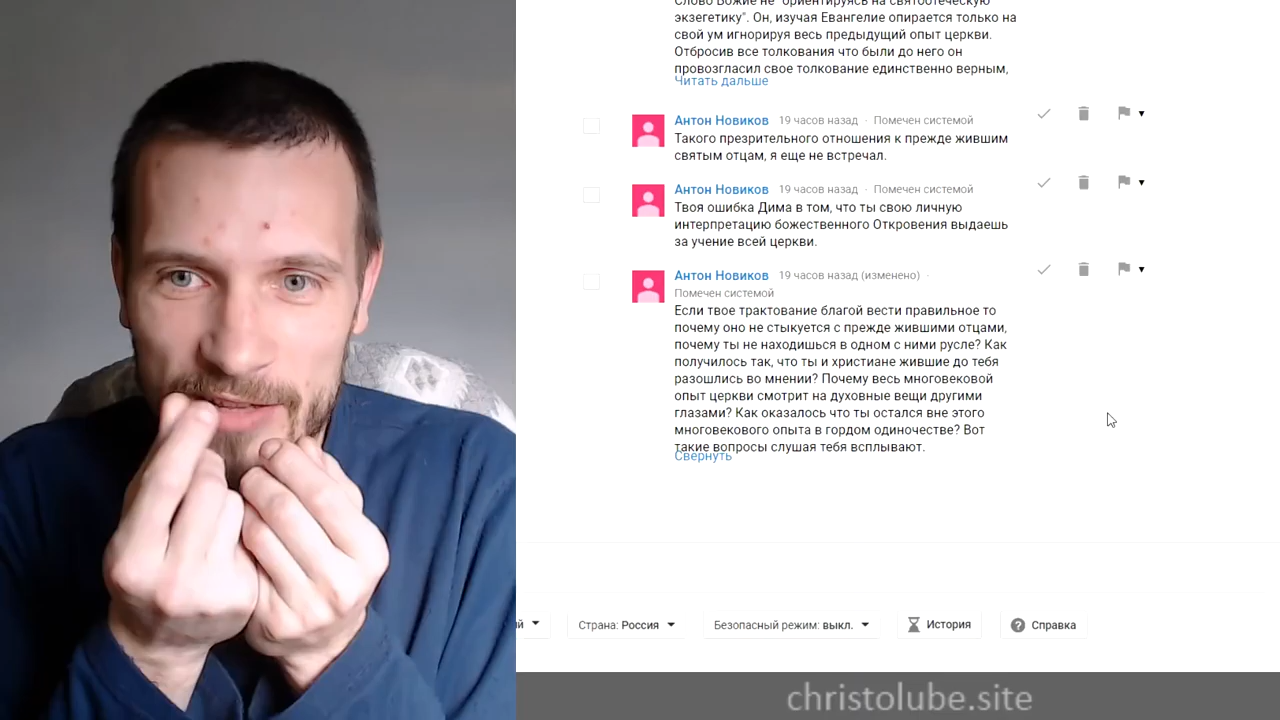 Слово Божие не "ориентируясь на святоотеческую
экзегетику". Он, изучая Евангелие опирается только на
свой ум игнорируя весь предыдущий опыт церкви.
Отбросив все толкования что были до него он
провозгласил свое толкование единственно верным,
Читать дальше
Антон Новиков 19 часов назад · Помечен системой
Такого презрительного отношения к прежде жившим
святым отцам, я еще не встречал.
Антон Новиков 19 часов назад · Помечен системой
Твоя ошибка Дима в том, что ты свою личную
интерпретацию божественного Откровения выдаешь
за учение всей церкви.
Антон Новиков 19 часов назад (изменено) ·
Помечен системой
Если твое трактование благой вести правильное то
почему оно не стыкуется с прежде жившими отцами,
почему ты не находишься в одном с ними русле? Как
получилось так, что ты и христиане жившие до тебя
разошлись во мнении? Почему весь многовековой
опыт церкви смотрит на духовные вещи другими
глазами? Как оказалось что ты остался вне этого
многовекового опыта в гордом одиночестве? Вот
такие вопросы слушая тебя всплывают.
Свернуть
ий Страна: Россия Безопасный режим: выкл. История Справка
christolube.site